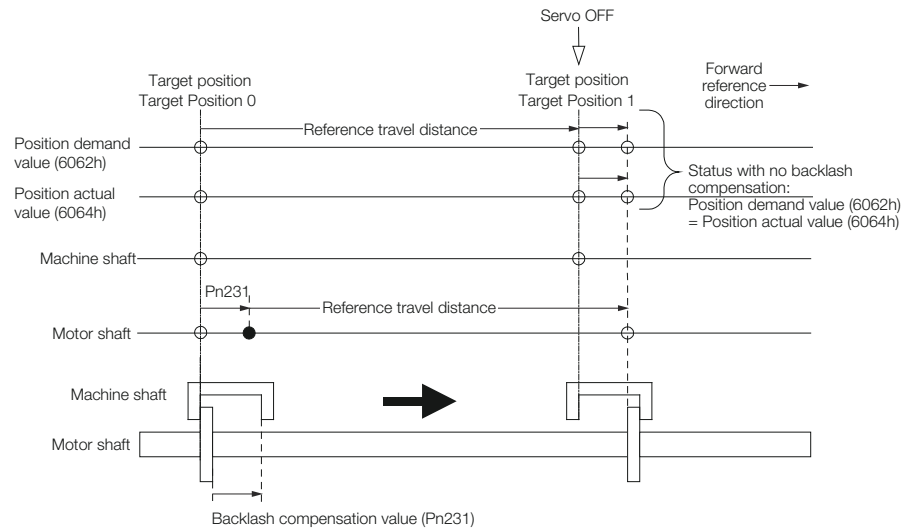 Servo OFF
Target position
Target Position 0
Target position
Target Position 1
Forward
reference
direction
Reference travel distance
Position demand
value (6062h)
Position actual
value (6064h)
Status with no backlash
compensation:
Position demand value (6062h)
= Position actual value (6064h)
Machine shaft
Pn231
Reference travel distance
Motor shaft
Machine shaft
Motor shaft
Backlash compensation value (Pn231)